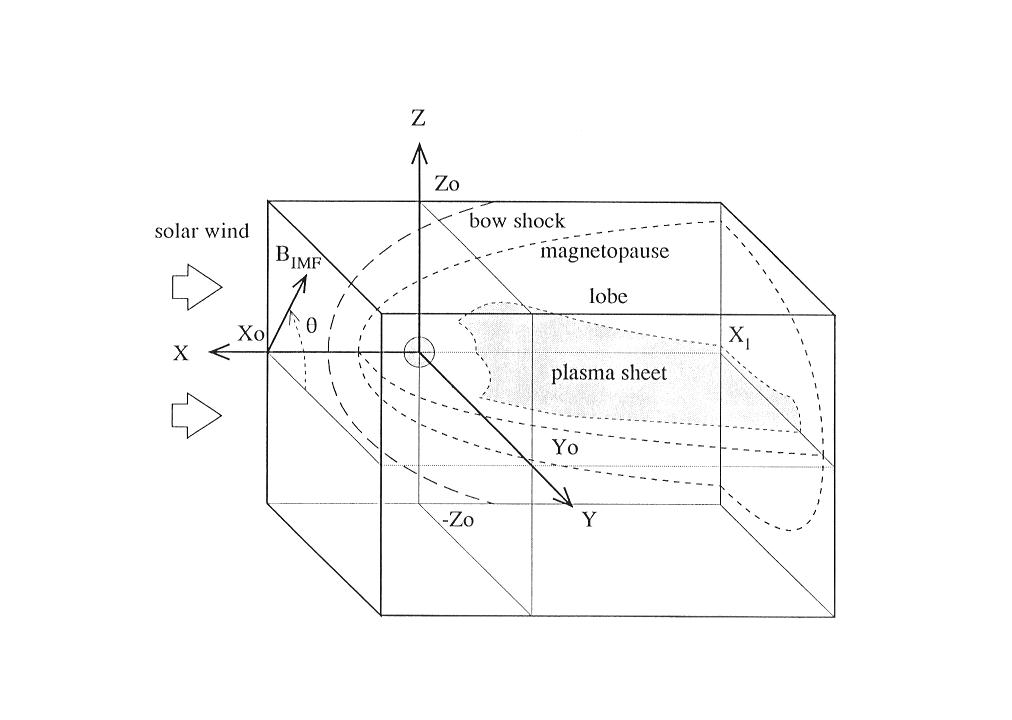 Z
Zo
bow shock
solar wind
magnetopause
B_IMF
lobe
θ
Xo
X_1
X
plasma sheet
Yo
-Zo
Y